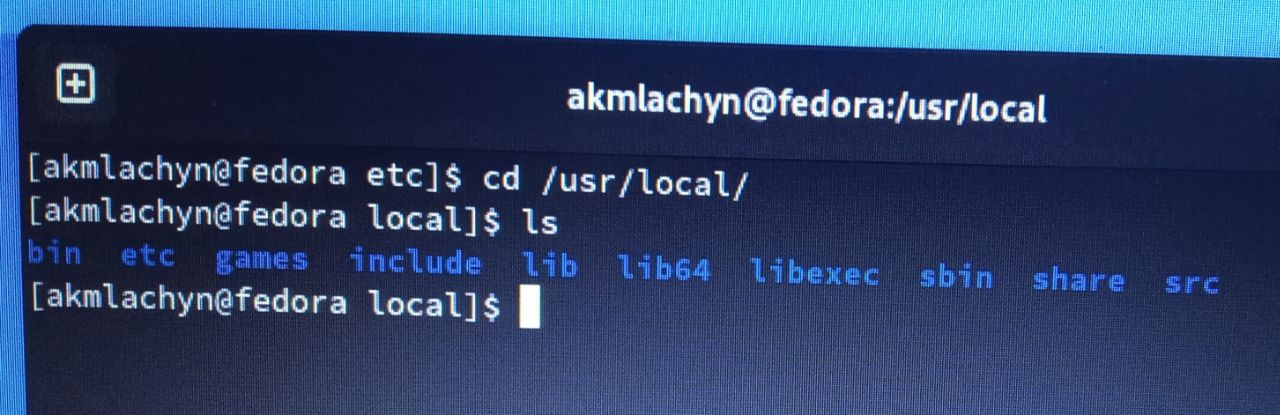 akmlachyn@fedora:/usr/local
[akmlachyn@fedora etc]$ cd /usr/local/
[akmlachyn@fedora local]$ ls
bin  etc  games  include  lib  lib64  libexec  sbin  share  src
[akmlachyn@fedora local]$